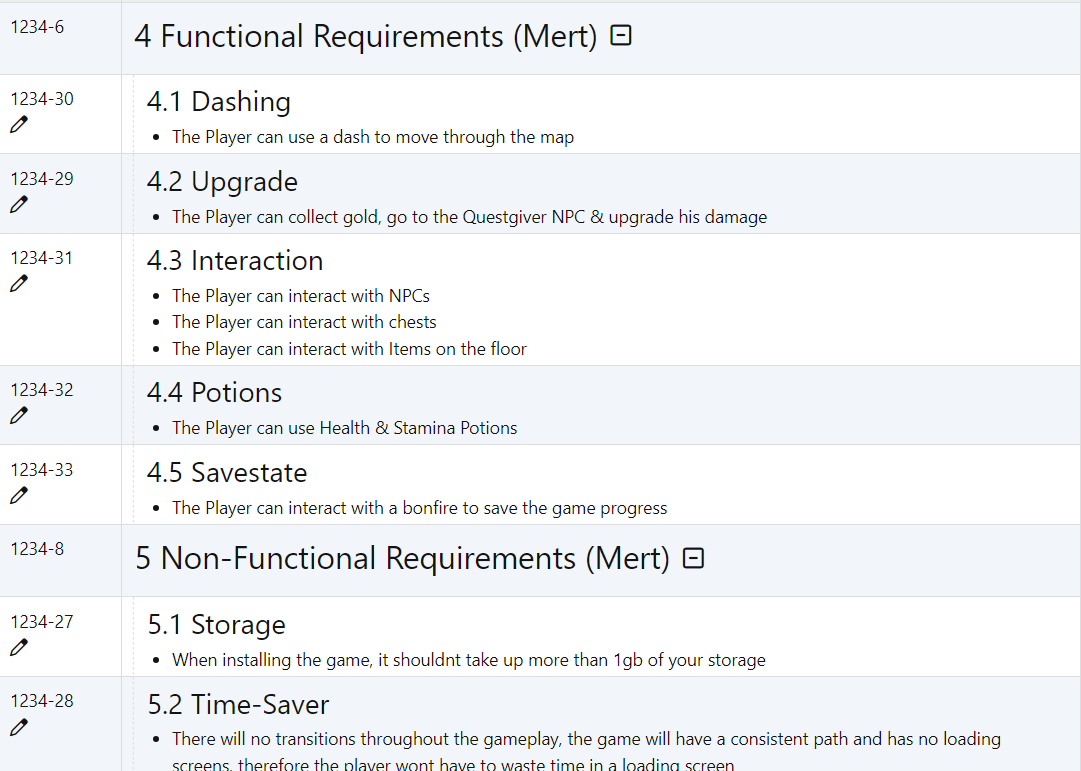 1234-6
4 Functional Requirements (Mert)
1234-30
4.1 Dashing
• The Player can use a dash to move through the map
1234-29
4.2 Upgrade
• The Player can collect gold, go to the Questgiver NPC & upgrade his damage
1234-31
4.3 Interaction
• The Player can interact with NPCs
• The Player can interact with chests
• The Player can interact with Items on the floor
1234-32
4.4 Potions
• The Player can use Health & Stamina Potions
1234-33
4.5 Savestate
• The Player can interact with a bonfire to save the game progress
1234-8
5 Non-Functional Requirements (Mert)
1234-27
5.1 Storage
• When installing the game, it shouldnt take up more than 1gb of your storage
1234-28
5.2 Time-Saver
• There will no transitions throughout the gameplay, the game will have a consistent path and has no loading
screens, therefore the player wont have to waste time in a loading screen